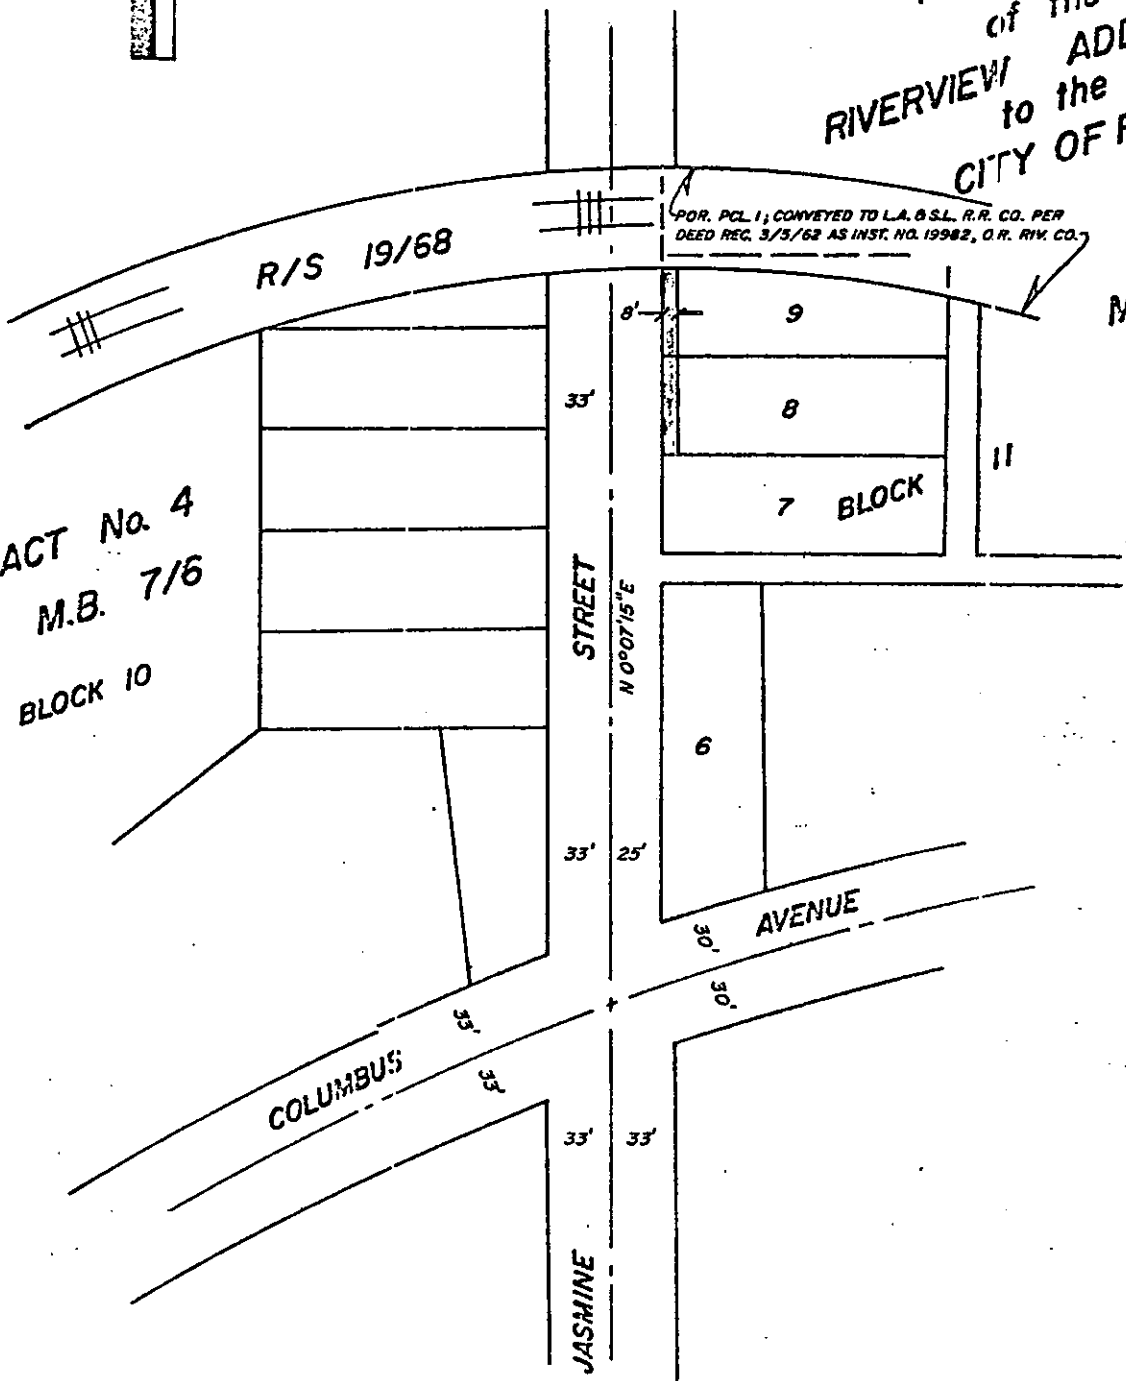 of the
RIVERVIEW ADD
to the
CITY OF
POR. PCL. 1; CONVEYED TO L.A. & S.L. R.R. CO. PER
DEED REC. 3/5/62 AS INST. NO. 19982, O.R. RIV. CO.
R/S 19/68
8'
9
33'
8
11
7 BLOCK
ACT No. 4
M.B. 7/6
BLOCK 10
STREET
N 0°07'15"E
6
33' 25'
AVENUE
30'
30'
33'
33'
COLUMBUS
33' 33'
JASMINE